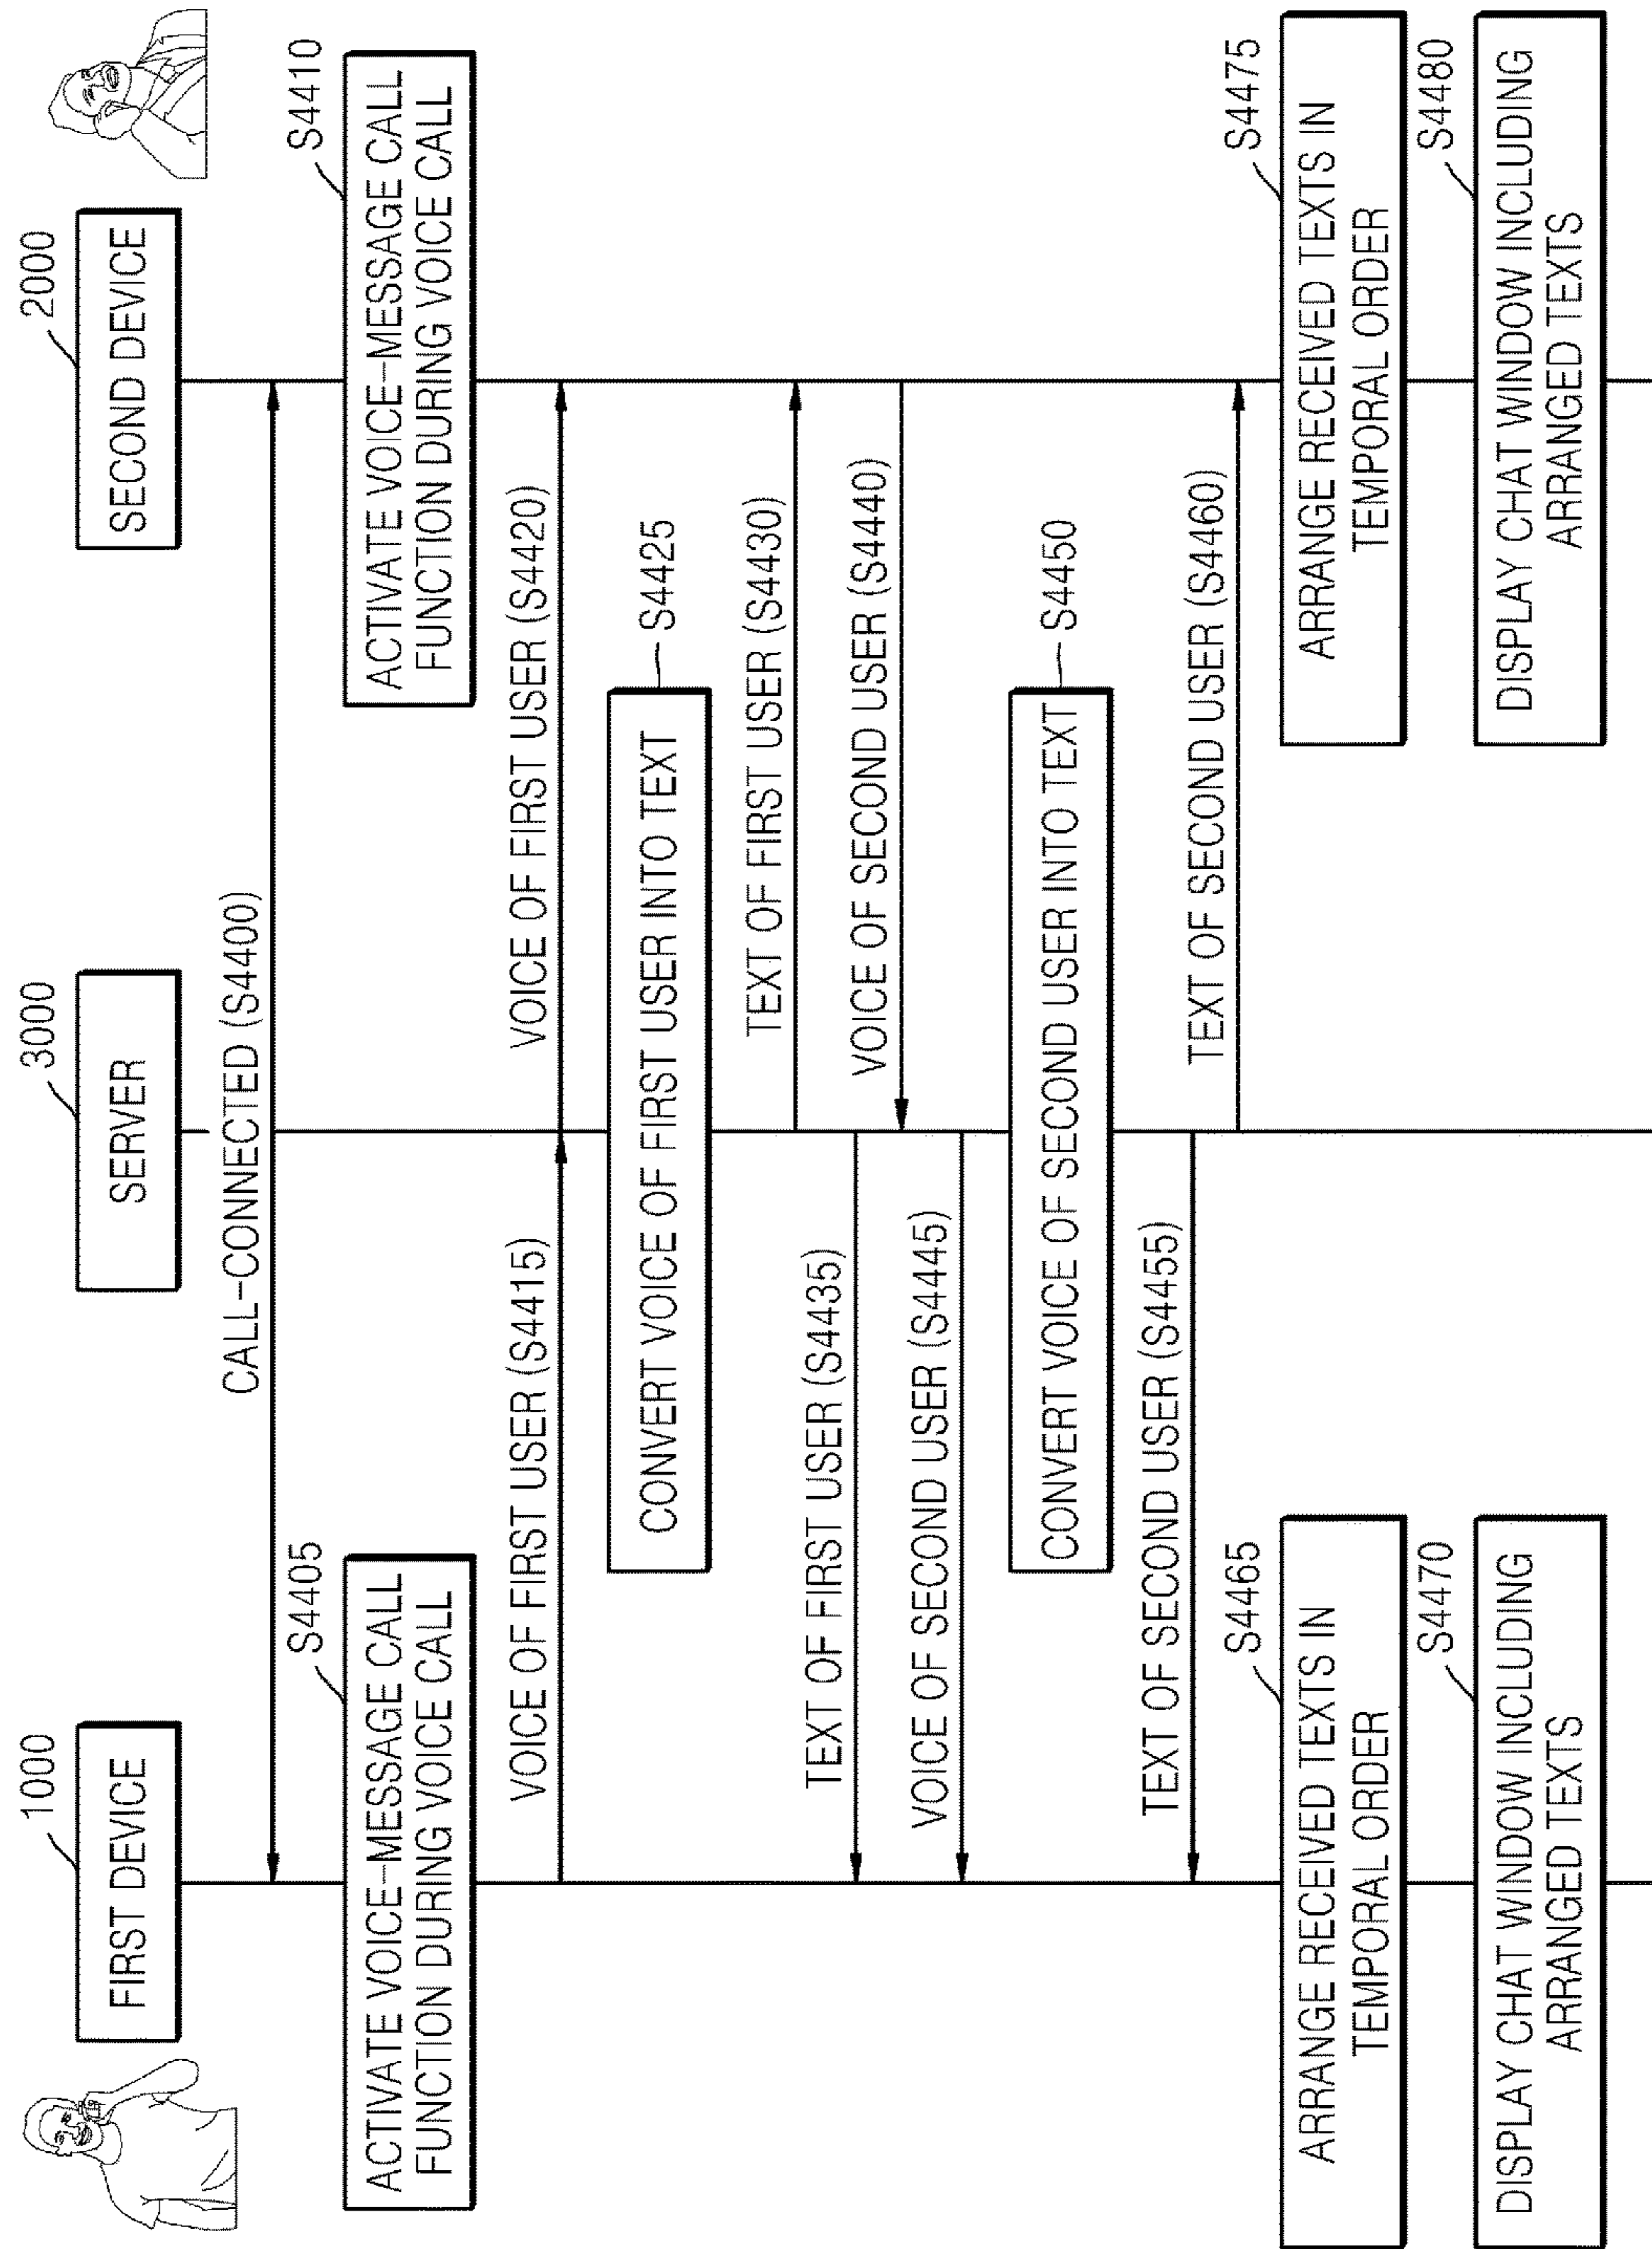 1000
FIRST DEVICE
3000
SERVER
2000
SECOND DEVICE
CALL-CONNECTED (S4400)
S4405
ACTIVATE VOICE-MESSAGE CALL
FUNCTION DURING VOICE CALL
S4410
ACTIVATE VOICE-MESSAGE CALL
FUNCTION DURING VOICE CALL
VOICE OF FIRST USER (S4415)
VOICE OF FIRST USER (S4420)
CONVERT VOICE OF FIRST USER INTO TEXT
S4425
TEXT OF FIRST USER (S4430)
TEXT OF FIRST USER (S4435)
VOICE OF SECOND USER (S4440)
VOICE OF SECOND USER (S4445)
CONVERT VOICE OF SECOND USER INTO TEXT
S4450
TEXT OF SECOND USER (S4455)
TEXT OF SECOND USER (S4460)
S4465
ARRANGE RECEIVED TEXTS IN
TEMPORAL ORDER
S4475
ARRANGE RECEIVED TEXTS IN
TEMPORAL ORDER
S4470
DISPLAY CHAT WINDOW INCLUDING
ARRANGED TEXTS
S4480
DISPLAY CHAT WINDOW INCLUDING
ARRANGED TEXTS